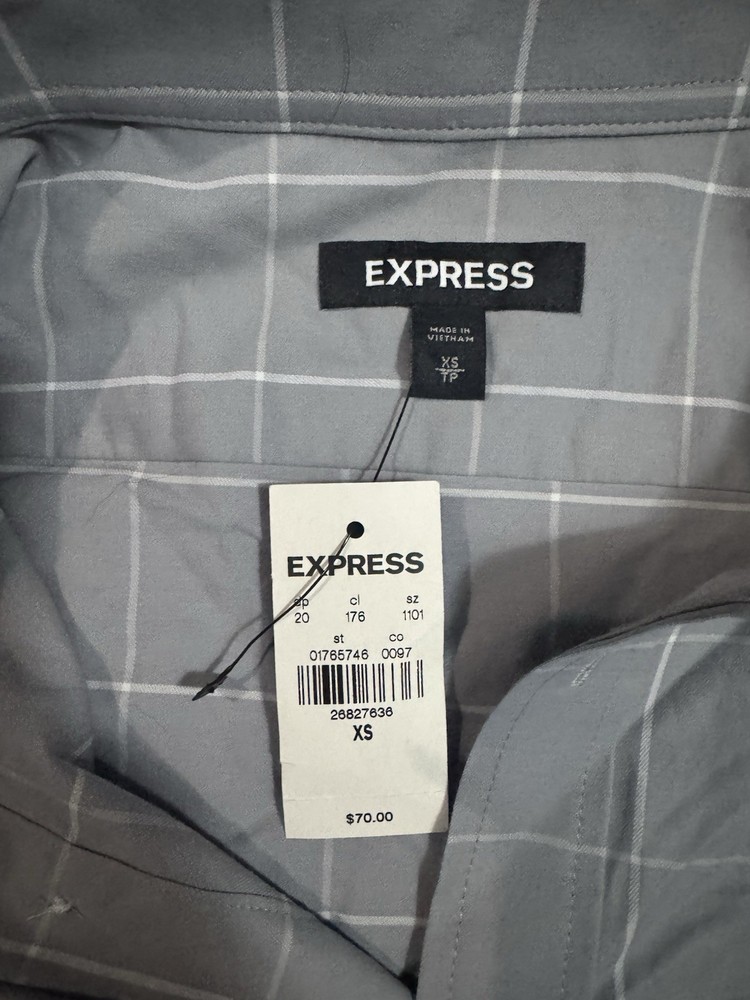 EXPRESS
MADE IN
VIETNAM
XS
TP
EXPRESS
dp cl sz
20 176 1101
st co
01765746 0097
26827636
XS
$70.00